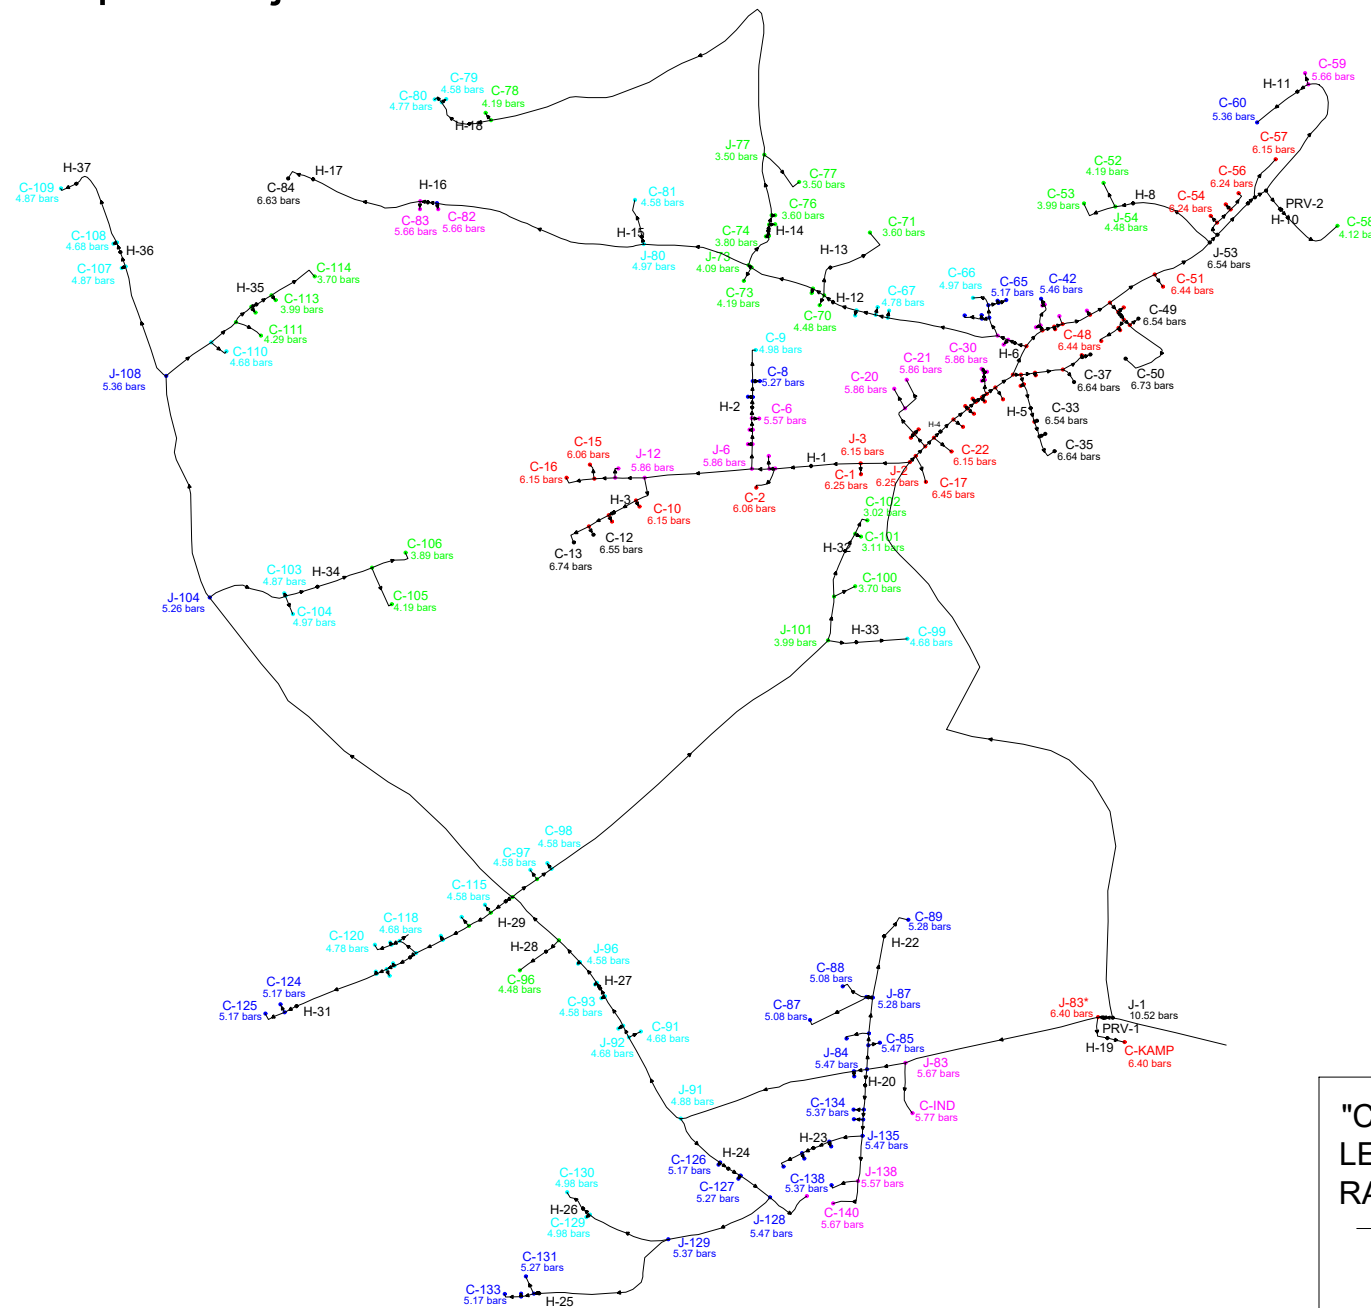 C-59
5.66 bars
C-79
4.58 bars
C-80
4.77 bars
C-78
4.19 bars
H-18
H-11
C-60
5.36 bars
C-57
6.15 bars
J-77
3.50 bars
C-77
3.50 bars
C-52
4.19 bars
C-56
6.24 bars
H-37
C-109
4.87 bars
H-17
C-84
6.63 bars
H-16
C-83
5.66 bars
C-82
5.66 bars
C-81
4.58 bars
C-76
3.60 bars
C-53
3.99 bars
H-8
J-54
4.48 bars
C-54
6.24 bars
PRV-2
H-10
C-58
C-108
4.68 bars
H-36
C-107
4.87 bars
H-15
J-80
4.97 bars
C-74
3.80 bars
H-14
C-71
3.60 bars
J-73
4.09 bars
H-13
J-53
6.54 bars
C-73
4.19 bars
C-114
3.70 bars
H-35
C-113
3.99 bars
C-111
4.29 bars
C-110
4.68 bars
H-12
C-70
4.48 bars
C-67
4.78 bars
C-66
4.97 bars
C-65
5.17 bars
C-42
5.46 bars
C-51
6.44 bars
C-49
6.54 bars
C-48
6.44 bars
C-50
6.73 bars
H-6
C-37
6.64 bars
J-108
5.36 bars
C-9
4.98 bars
C-8
5.27 bars
H-2
C-6
5.57 bars
C-30
5.86 bars
C-21
5.86 bars
C-20
5.86 bars
H-5
C-33
6.54 bars
C-35
6.64 bars
H-4
C-22
6.15 bars
C-15
6.06 bars
C-16
6.15 bars
J-12
5.86 bars
J-6
5.86 bars
H-1
J-3
6.15 bars
C-1
6.25 bars
J-2
6.25 bars
C-17
6.45 bars
C-2
6.06 bars
H-3
C-10
6.15 bars
C-12
6.55 bars
C-13
6.74 bars
C-102
3.02 bars
C-101
3.11 bars
H-32
C-106
3.89 bars
C-103
4.87 bars
H-34
C-104
4.97 bars
C-105
4.19 bars
J-104
5.26 bars
C-100
3.70 bars
J-101
3.99 bars
H-33
C-99
4.68 bars
C-98
4.58 bars
C-97
4.58 bars
C-115
4.58 bars
H-29
C-118
4.68 bars
C-120
4.78 bars
H-28
C-96
4.48 bars
J-96
4.58 bars
H-27
C-93
4.58 bars
C-124
5.17 bars
C-125
5.17 bars
H-31
C-91
4.68 bars
J-92
4.68 bars
C-89
5.28 bars
H-22
C-88
5.08 bars
J-87
5.28 bars
C-87
5.08 bars
C-85
5.47 bars
J-84
5.47 bars
H-20
J-83*
6.40 bars
J-1
10.52 bars
PRV-1
H-19
C-KAMP
6.40 bars
J-83
5.67 bars
C-IND
5.77 bars
J-91
4.88 bars
C-134
5.37 bars
J-135
5.47 bars
H-23
H-24
C-126
5.17 bars
C-127
5.27 bars
C-138
5.37 bars
J-138
5.57 bars
C-140
5.67 bars
C-130
4.98 bars
H-26
C-129
4.98 bars
J-128
5.47 bars
J-129
5.37 bars
C-131
5.27 bars
C-133
5.17 bars
H-25
LE
RA